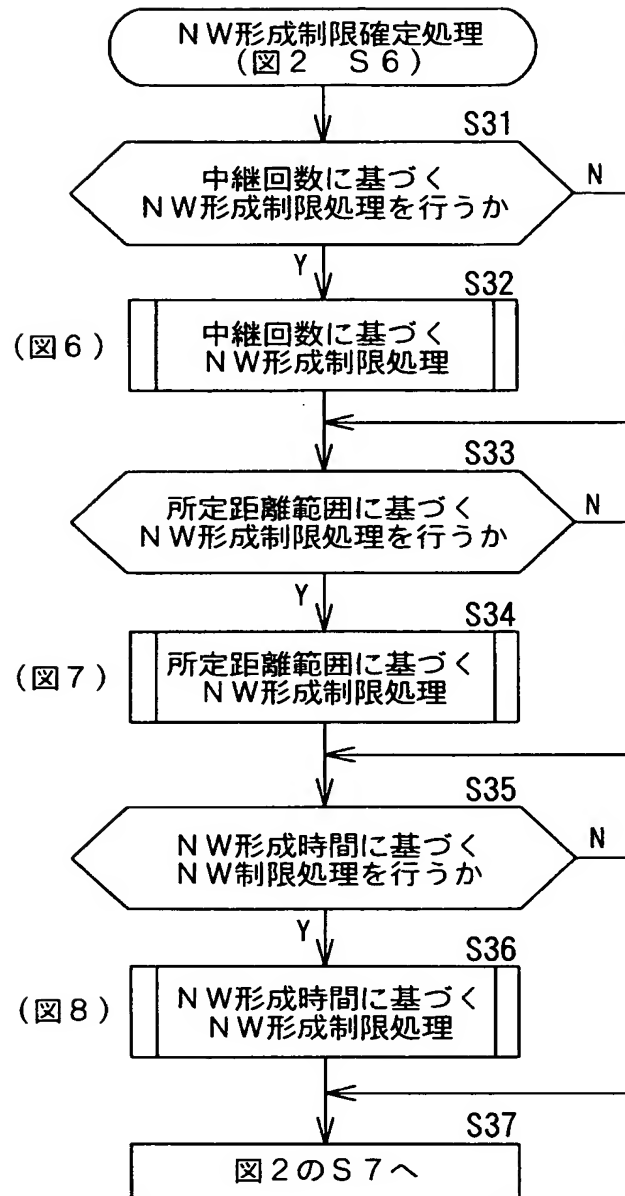 NW形成制限確定処理
(図2 S6)
S31
中継回数に基づく
NW形成制限処理を行うか
N
Y
S32
(図6)
中継回数に基づく
NW形成制限処理
S33
所定距離範囲に基づく
NW形成制限処理を行うか
N
Y
S34
(図7)
所定距離範囲に基づく
NW形成制限処理
S35
NW形成時間に基づく
NW制限処理を行うか
N
Y
S36
(図8)
NW形成時間に基づく
NW形成制限処理
S37
図2のS7へ